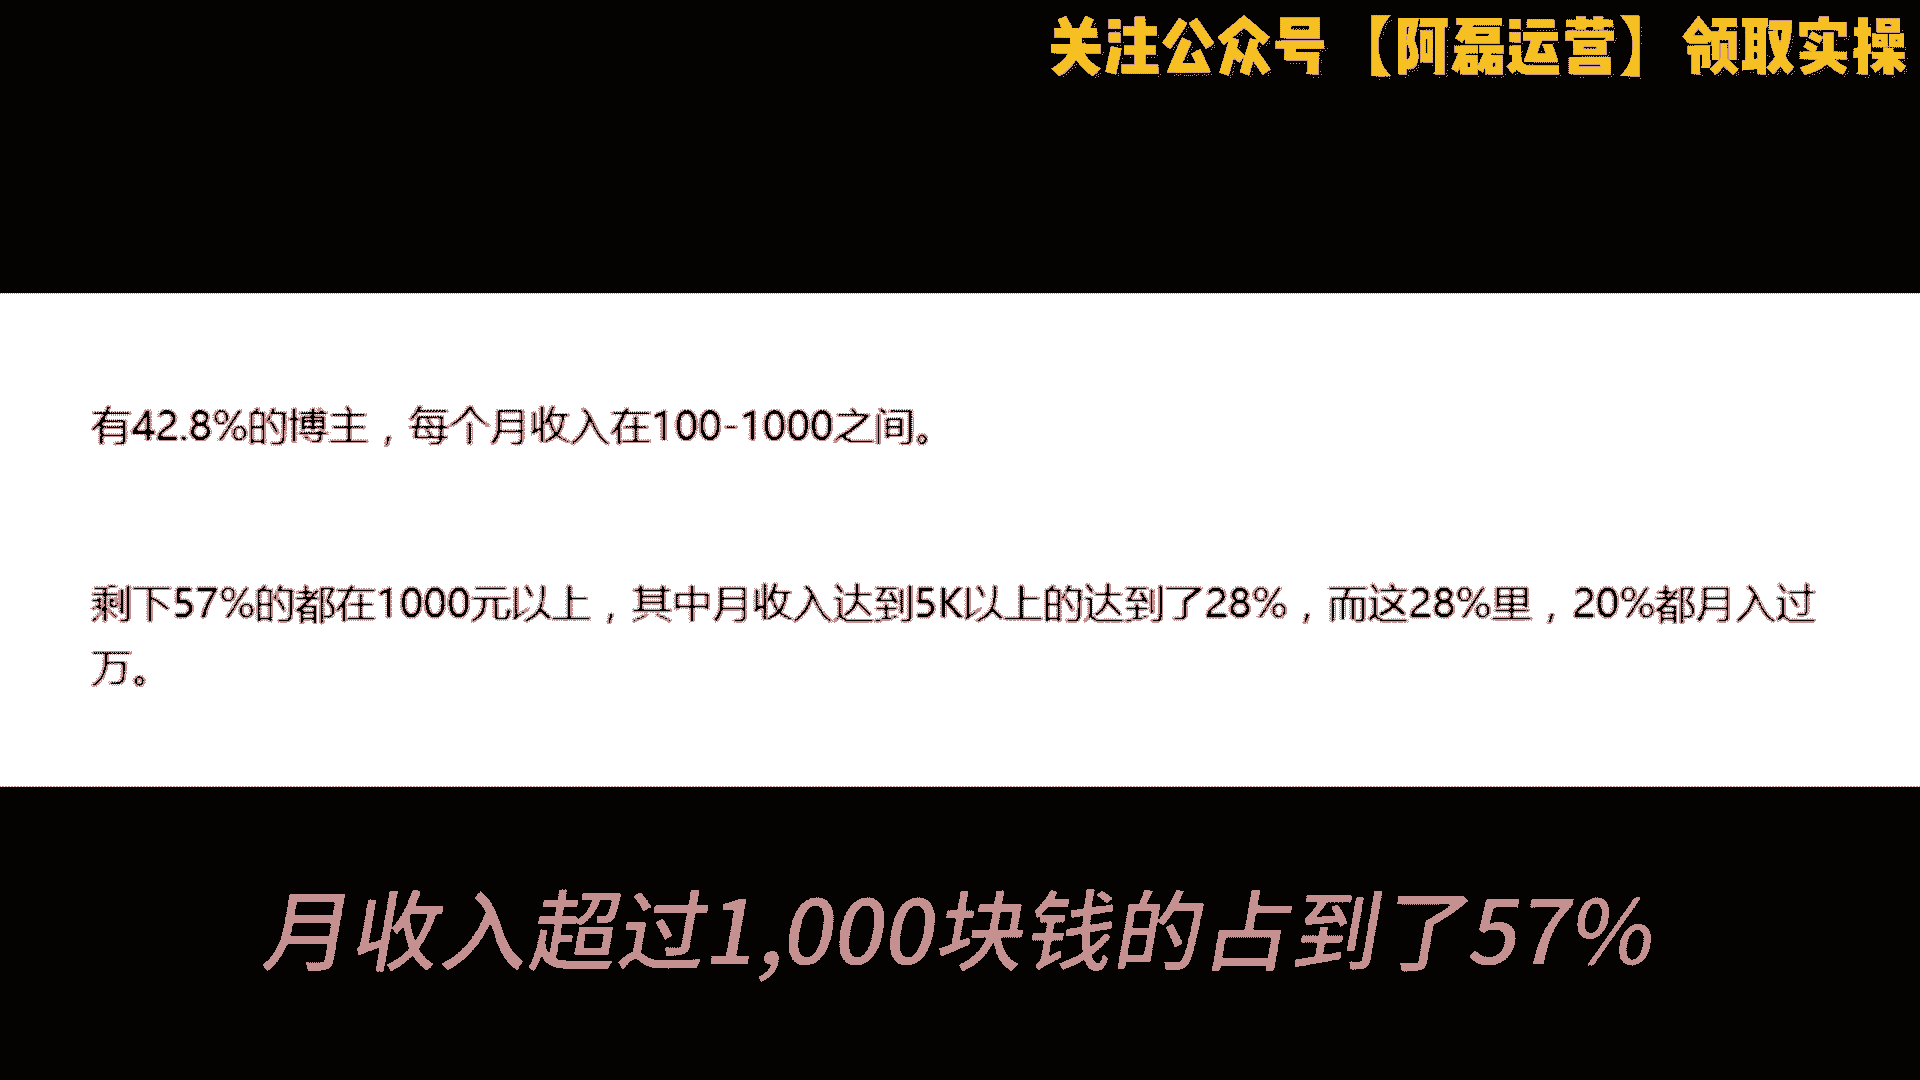 关注公众号【阿磊运营】领取实操
有42.8%的博主，每个月收入在100-1000之间。
剩下57%的都在1000元以上，其中月收入达到5K以上的达到了28%，而这28%里，20%都月入过
万。
月收入超过1,000块钱的占到了57%